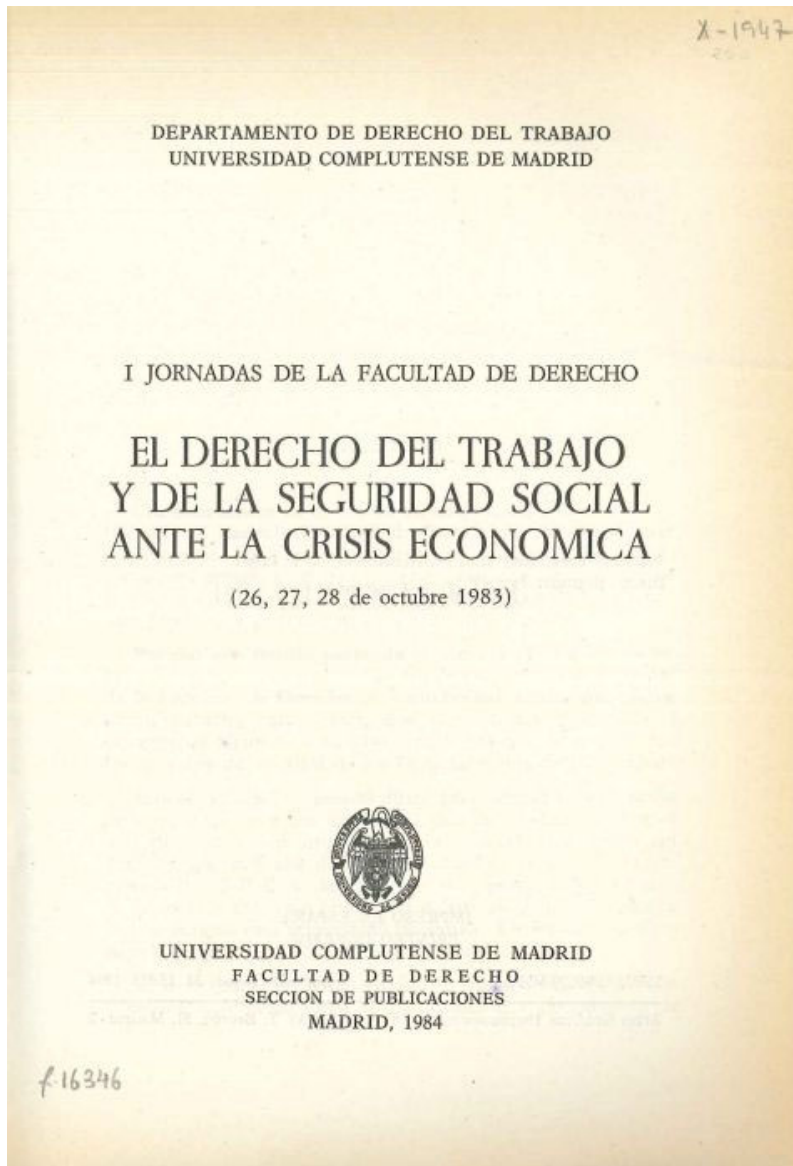 X-1947
DEPARTAMENTO DE DERECHO DEL TRABAJO
UNIVERSIDAD COMPLUTENSE DE MADRID
I JORNADAS DE LA FACULTAD DE DERECHO
EL DERECHO DEL TRABAJO
Y DE LA SEGURIDAD SOCIAL
ANTE LA CRISIS ECONOMICA
(26, 27, 28 de octubre 1983)
UNIVERSIDAD COMPLUTENSE DE MADRID
FACULTAD DE DERECHO
SECCION DE PUBLICACIONES
MADRID, 1984
f.16346